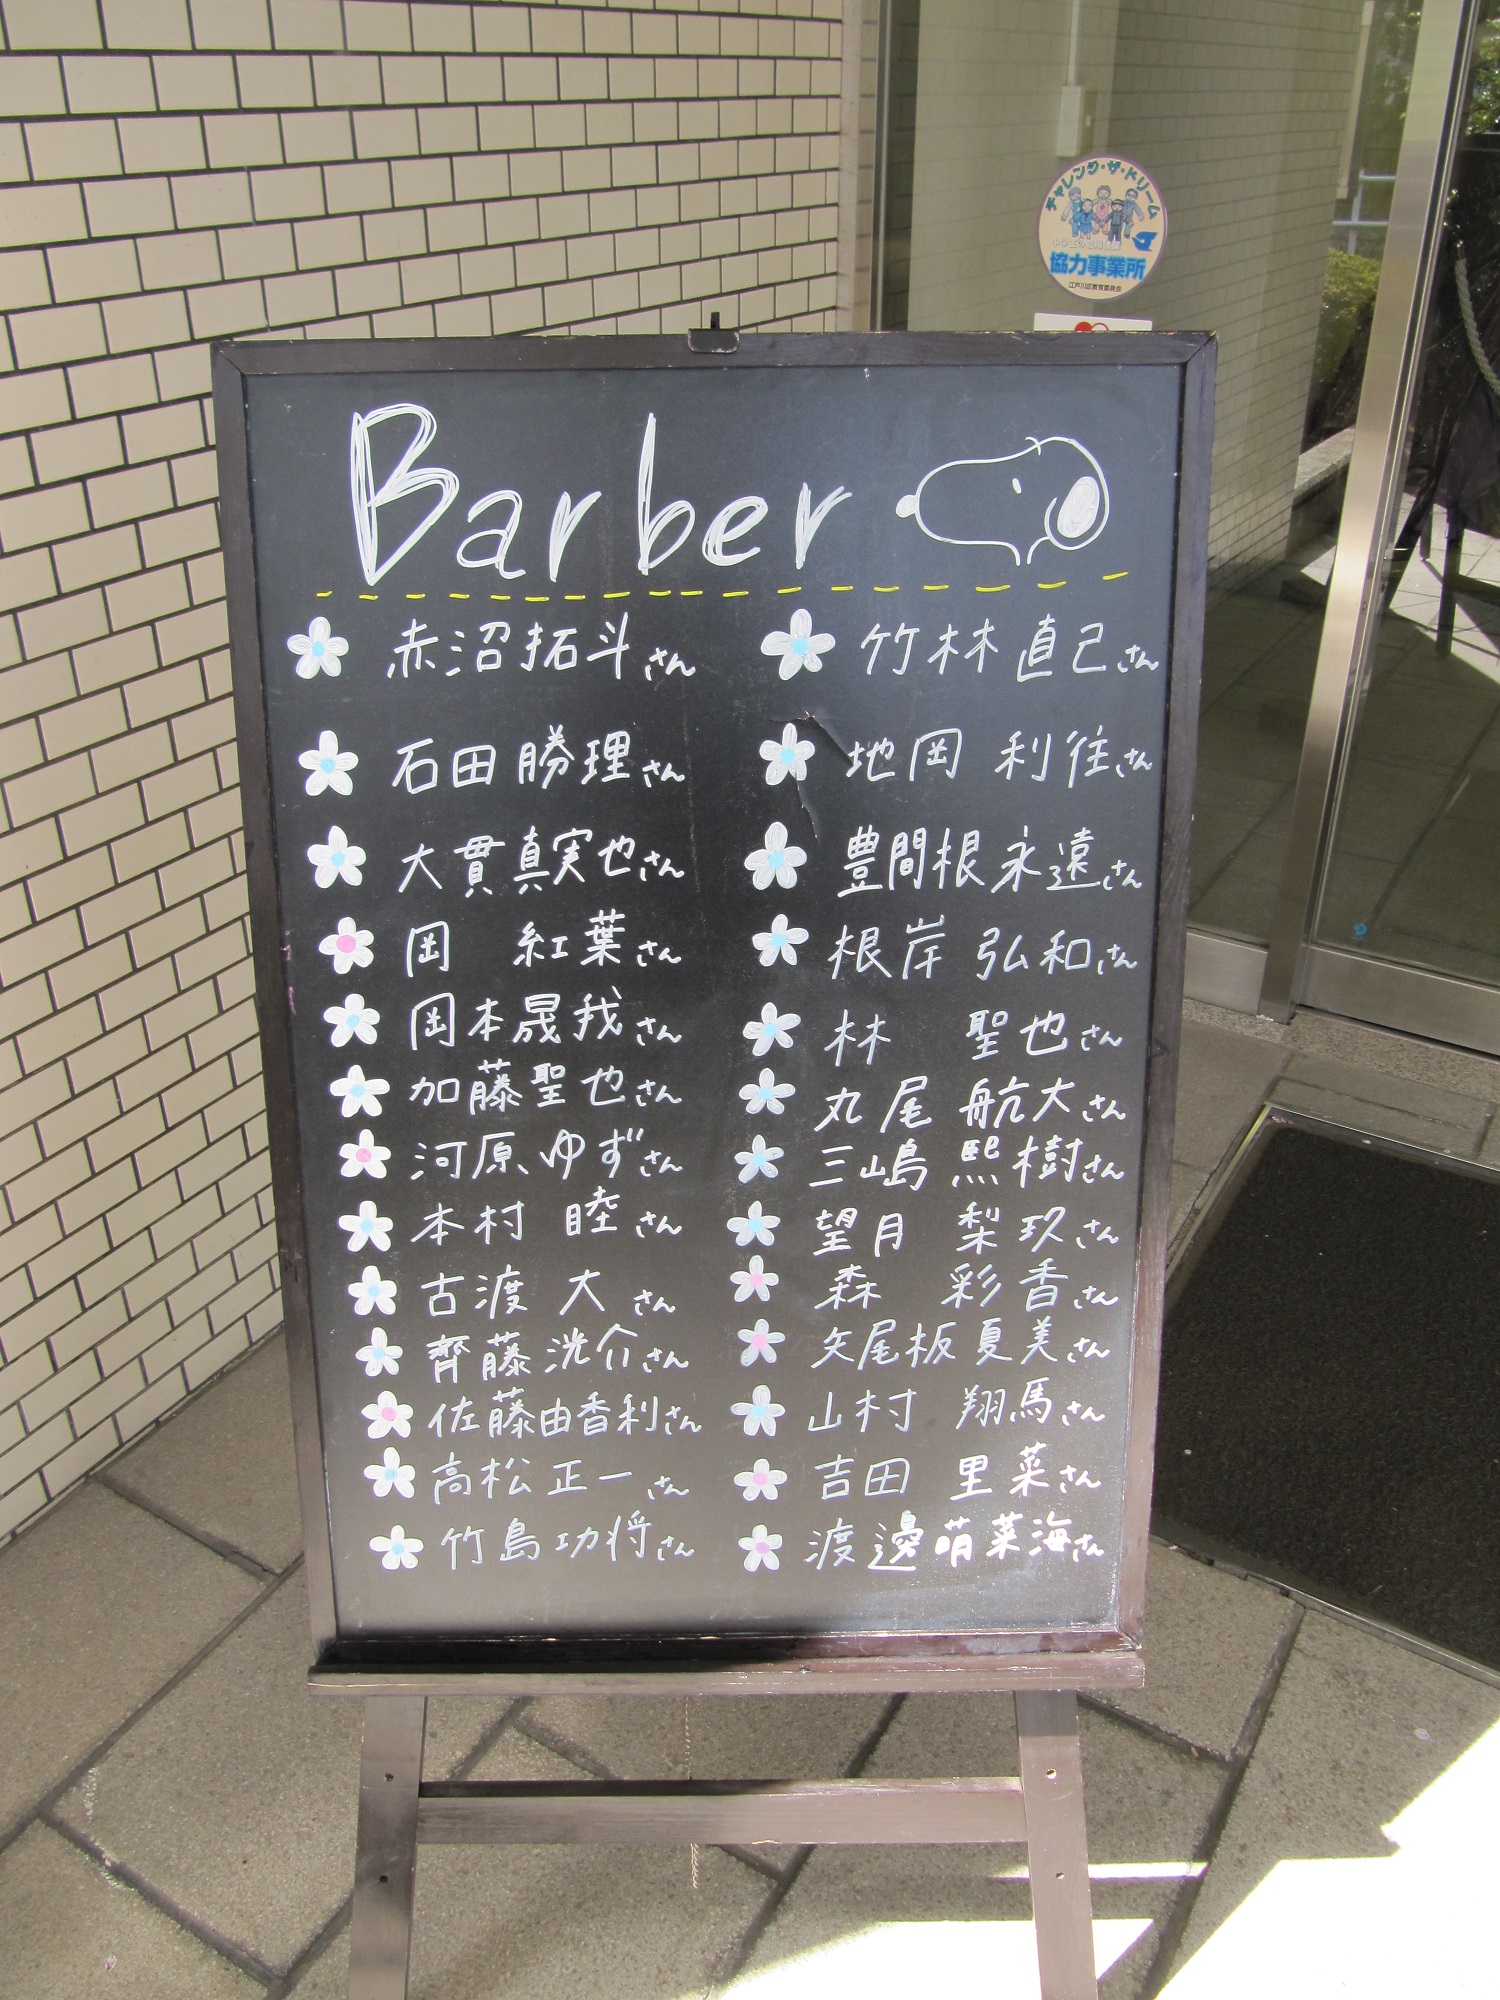 チャレンジ・ザ・ドリーム
協力事業所
江戸川区教育委員会
Barber
赤沼拓斗さん
石田勝理さん
大貫真実也さん
岡 紅葉さん
岡本晟我さん
加藤聖也さん
河原、ゆずさん
本村 睦さん
古渡 大さん
齊藤洸介さん
佐藤由香利さん
高松正一さん
竹島功将さん
竹林直己さん
地岡利往さん
豊間根永遠さん
根岸弘和さん
林 聖也さん
丸尾航大さん
三嶋熙樹さん
望月梨玖さん
森 彩香さん
矢尾板夏美さん
山村翔馬さん
吉田里菜さん
渡邊萌菜海さん